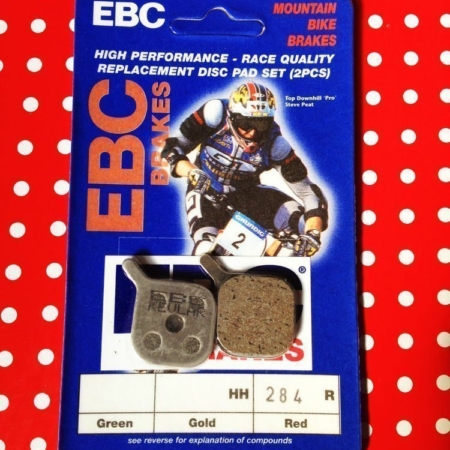 EBC
MOUNTAIN
BIKE
BRAKES
HIGH PERFORMANCE - RACE QUALITY
REPLACEMENT DISC PAD SET (2PCS)
Top Downhill 'Pro'
Steve Peat
EBC
BRAKES
GRUNDIG
2
HH 284 R
Green Gold Red
see reverse for explanation of compounds